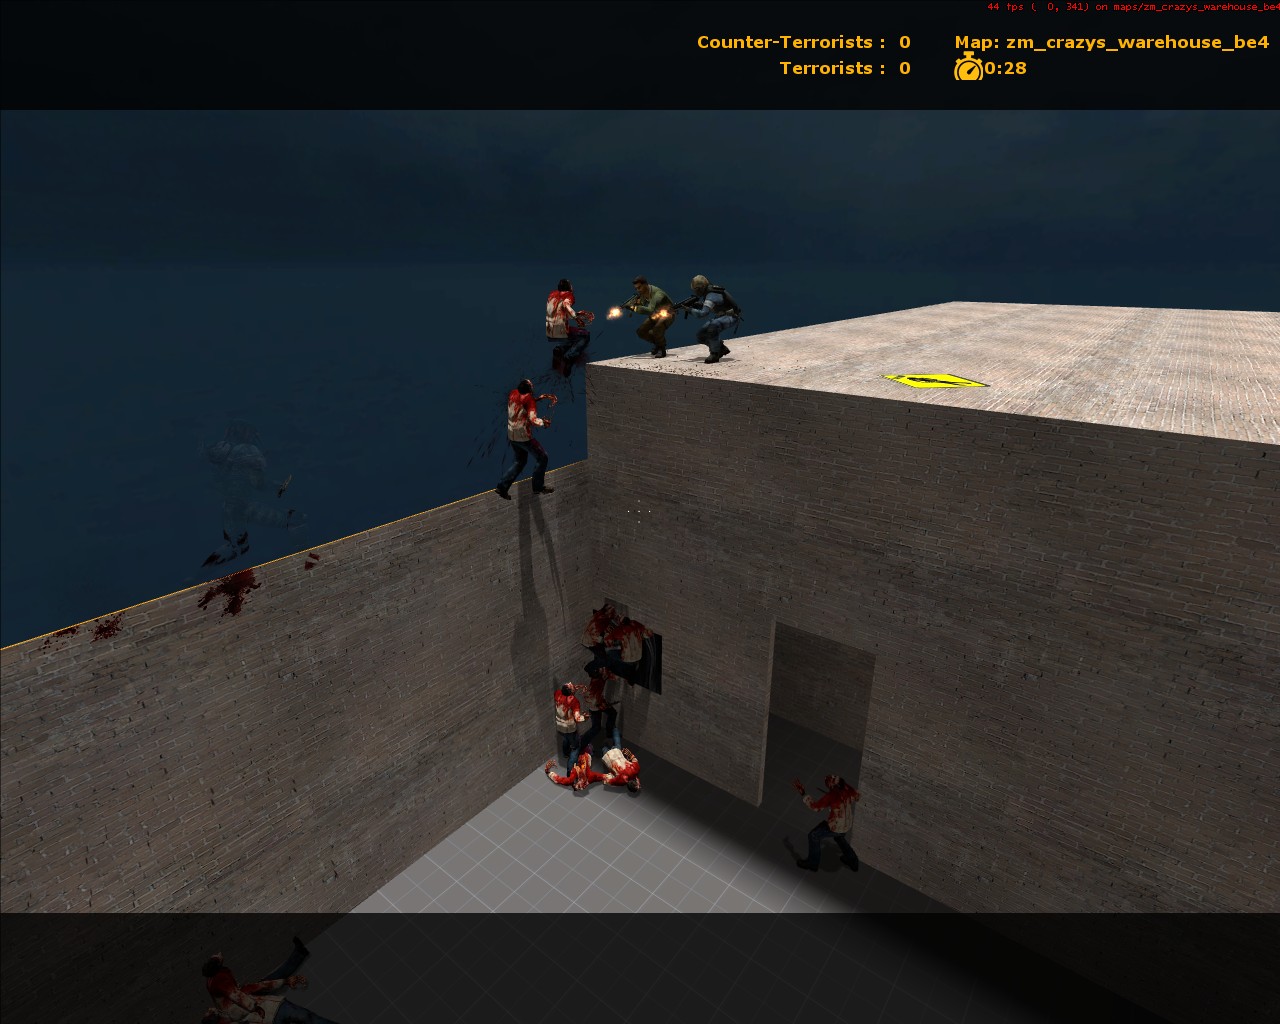 44 fps ( 0, 341) on maps/zm_crazys_warehouse_be4
Counter-Terrorists : 0 Map: zm_crazys_warehouse_be4
Terrorists : 0 0:28